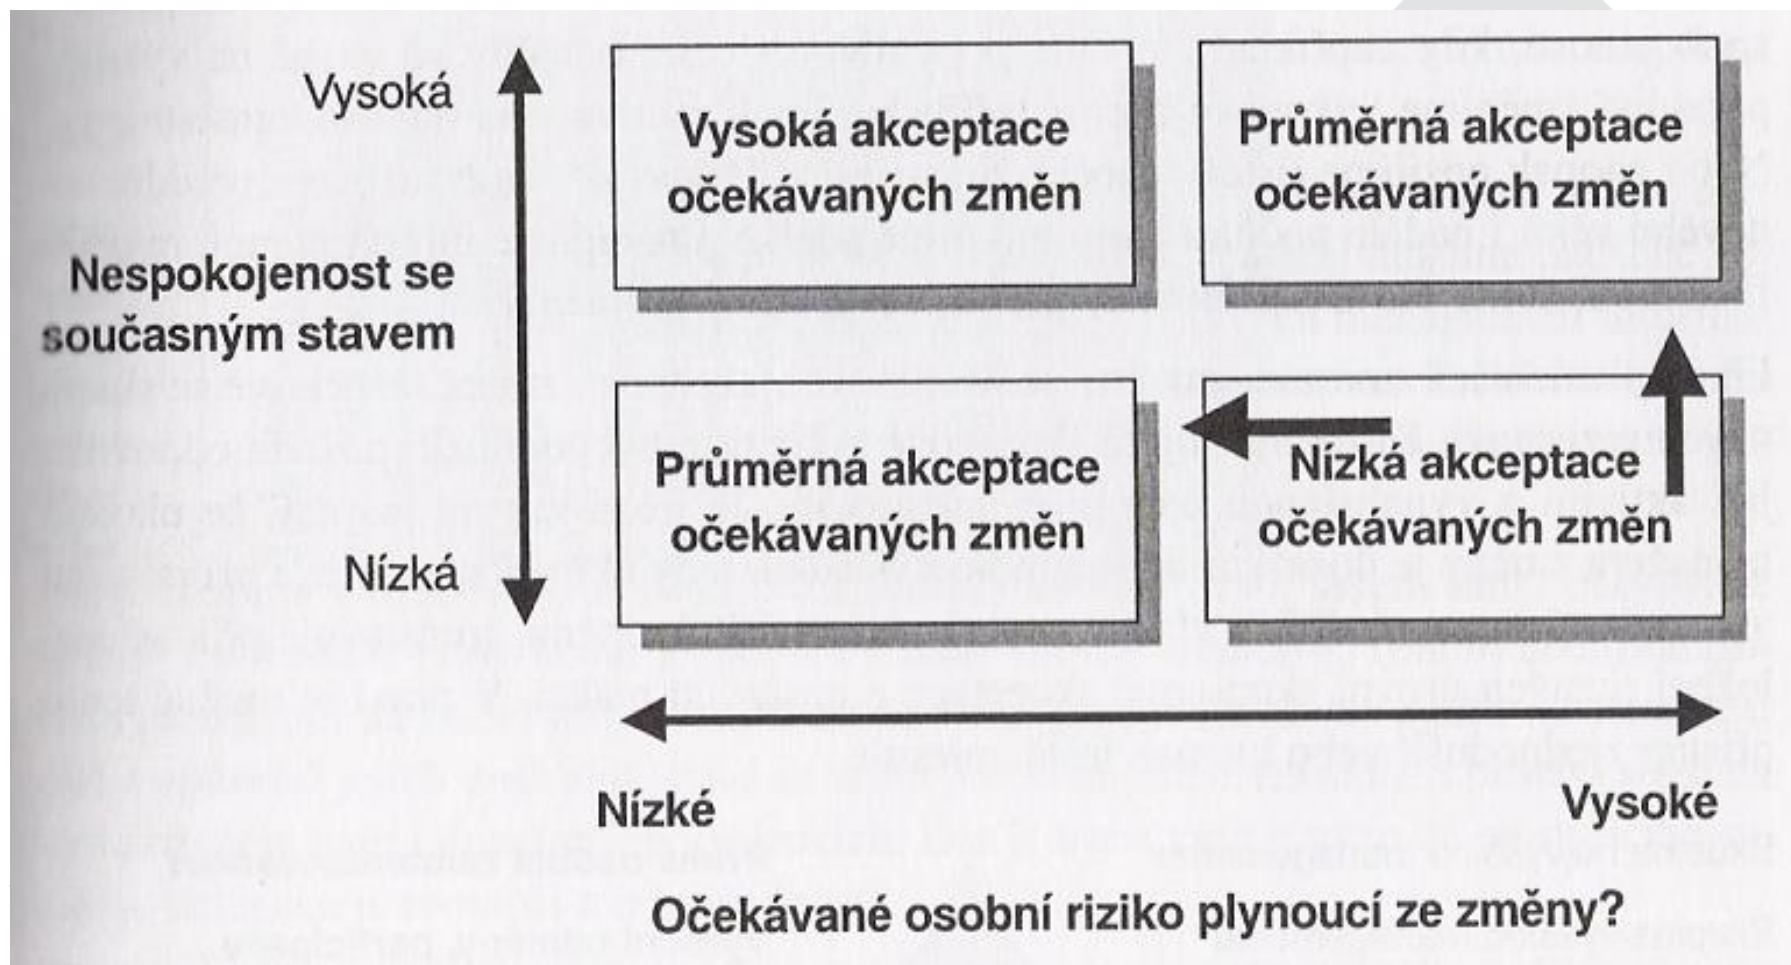 Vysoká
Vysoká akceptace
očekávaných změn
Průměrná akceptace
očekávaných změn
Nespokojenost se
současným stavem
Průměrná akceptace
očekávaných změn
Nízká akceptace
očekávaných změn
Nízká
Nízké
Vysoké
Očekávané osobní riziko plynoucí ze změny?